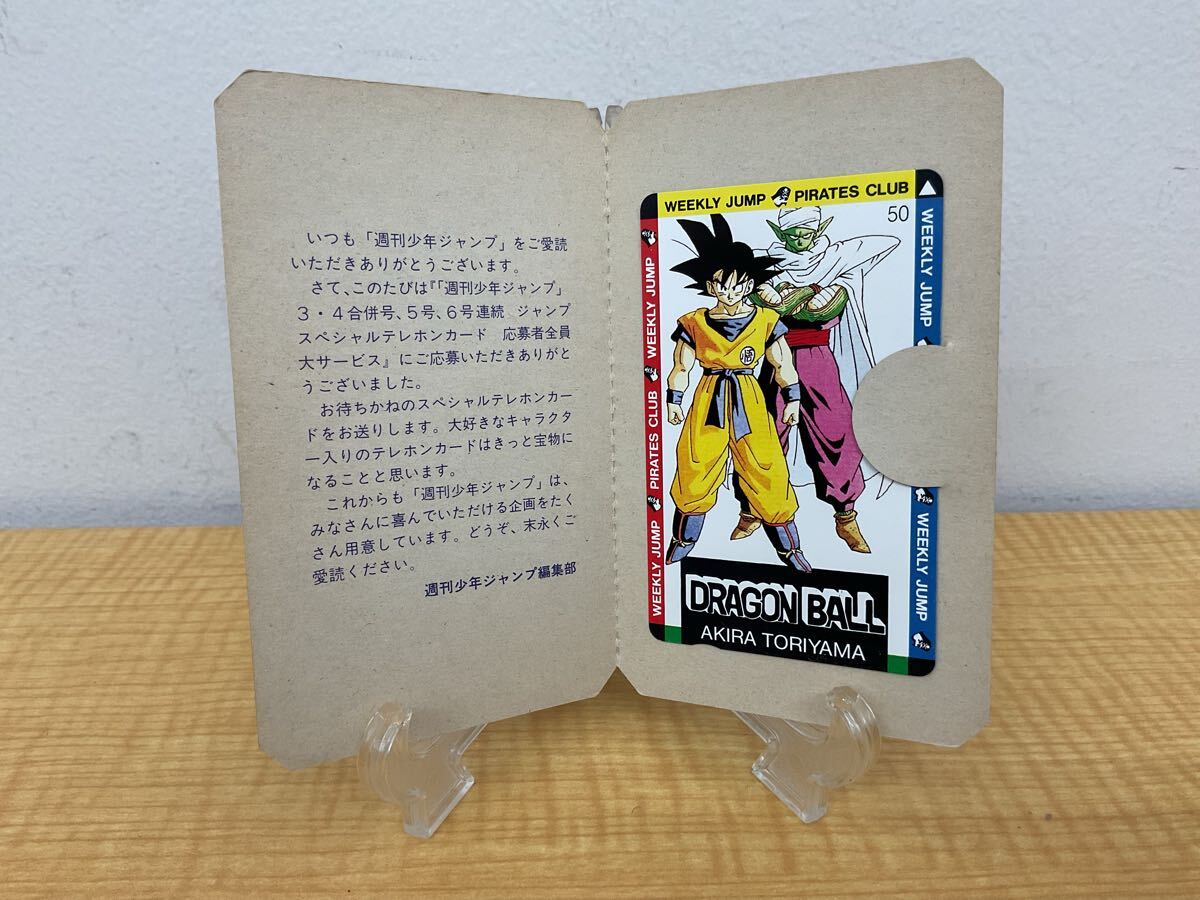 いつも「週刊少年ジャンプ」をご愛読
いただきありがとうございます。
さて、このたびは『「週刊少年ジャンプ」
3・4合併号、5号、6号連続 ジャンプ
スペシャルテレホンカード 応募者全員
大サービス』にご応募いただきありがと
うございました。
お待ちかねのスペシャルテレホンカー
ドをお送りします。大好きなキャラクタ
ー入りのテレホンカードはきっと宝物に
なることと思います。
これからも「週刊少年ジャンプ」は、
みなさんに喜んでいただける企画をたく
さん用意しています。どうぞ、末永くご
愛読ください。
週刊少年ジャンプ編集部
WEEKLY JUMP PIRATES CLUB
50
WEEKLY JUMP PIRATES CLUB WEEKLY JUMP
悟
WEEKLY JUMP
WEEKLY JUMP
DRAGON BALL
AKIRA TORIYAMA